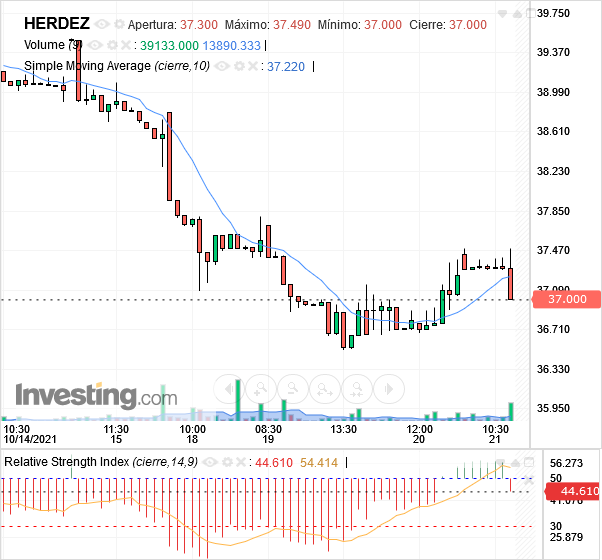 HERDEZ Apertura: 37.300 Máximo: 37.490 Mínimo: 37.000 Cierre: 37.000
Volume (9) : 39133.000 13890.333
Simple Moving Average (cierre,10) : 37.220
39.750
39.370
38.990
38.610
38.230
37.850
37.470
37.090
37.000
36.710
36.330
35.950
Investing.com
10:30 11:30 10:00 08:30 13:30 12:00 10:30
10/14/2021 15 18 19 20 21
Relative Strength Index (cierre,14,9) : 44.610 54.414
56.273
50
44.610
41.076
30
25.879